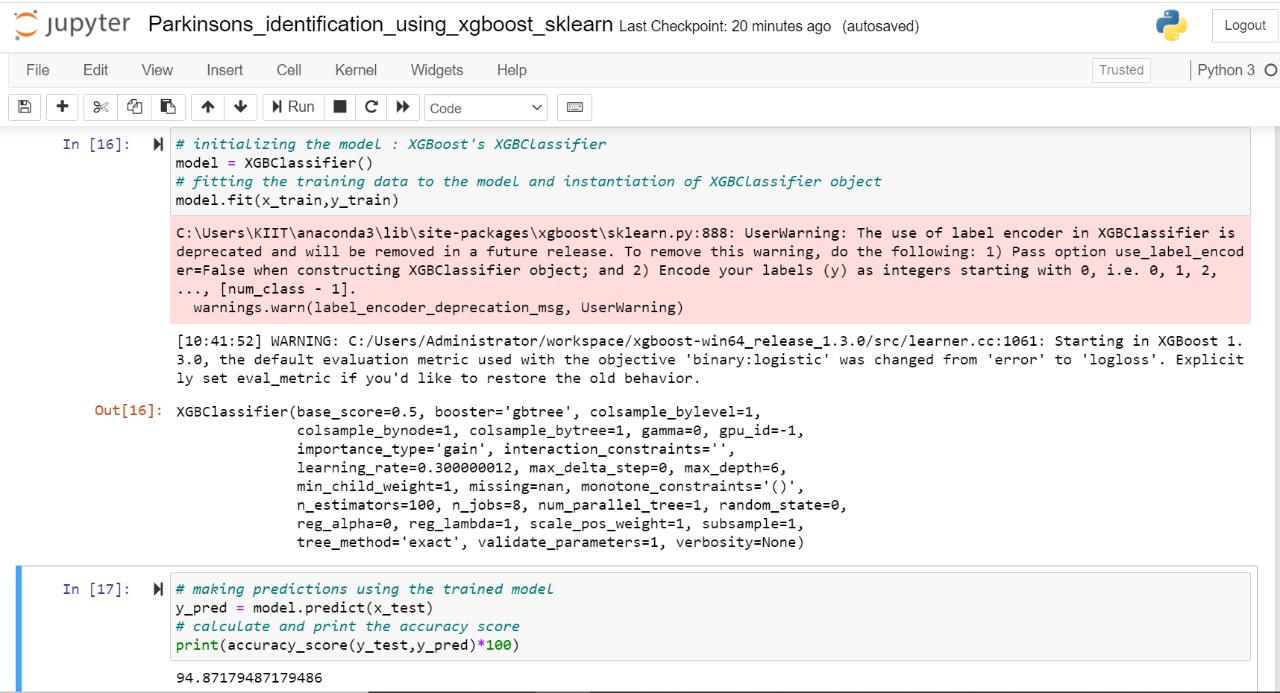 jupyter Parkinsons_identification_using_xgboost_sklearn Last Checkpoint: 20 minutes ago (autosaved) Logout
File Edit View Insert Cell Kernel Widgets Help Trusted Python 3
Run Code
In [16]: # initializing the model : XGBoost's XGBClassifier
model = XGBClassifier()
# fitting the training data to the model and instantiation of XGBClassifier object
model.fit(x_train,y_train)
C:\Users\KIIT\anaconda3\lib\site-packages\xgboost\sklearn.py:888: UserWarning: The use of label encoder in XGBClassifier is
deprecated and will be removed in a future release. To remove this warning, do the following: 1) Pass option use_label_encod
er=False when constructing XGBClassifier object; and 2) Encode your labels (y) as integers starting with 0, i.e. 0, 1, 2,
..., [num_class - 1].
warnings.warn(label_encoder_deprecation_msg, UserWarning)
[10:41:52] WARNING: C:/Users/Administrator/workspace/xgboost-win64_release_1.3.0/src/learner.cc:1061: Starting in XGBoost 1.
3.0, the default evaluation metric used with the objective 'binary:logistic' was changed from 'error' to 'logloss'. Explicit
ly set eval_metric if you'd like to restore the old behavior.
Out[16]: XGBClassifier(base_score=0.5, booster='gbtree', colsample_bylevel=1,
colsample_bynode=1, colsample_bytree=1, gamma=0, gpu_id=-1,
importance_type='gain', interaction_constraints='',
learning_rate=0.300000012, max_delta_step=0, max_depth=6,
min_child_weight=1, missing=nan, monotone_constraints='()',
n_estimators=100, n_jobs=8, num_parallel_tree=1, random_state=0,
reg_alpha=0, reg_lambda=1, scale_pos_weight=1, subsample=1,
tree_method='exact', validate_parameters=1, verbosity=None)
In [17]: # making predictions using the trained model
y_pred = model.predict(x_test)
# calculate and print the accuracy score
print(accuracy_score(y_test,y_pred)*100)
94.87179487179486